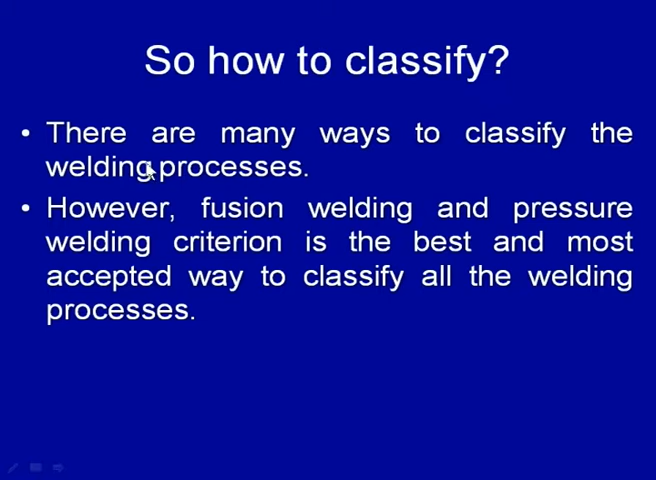 So how to classify?
• There are many ways to classify the
welding processes.
• However, fusion welding and pressure
welding criterion is the best and most
accepted way to classify all the welding
processes.